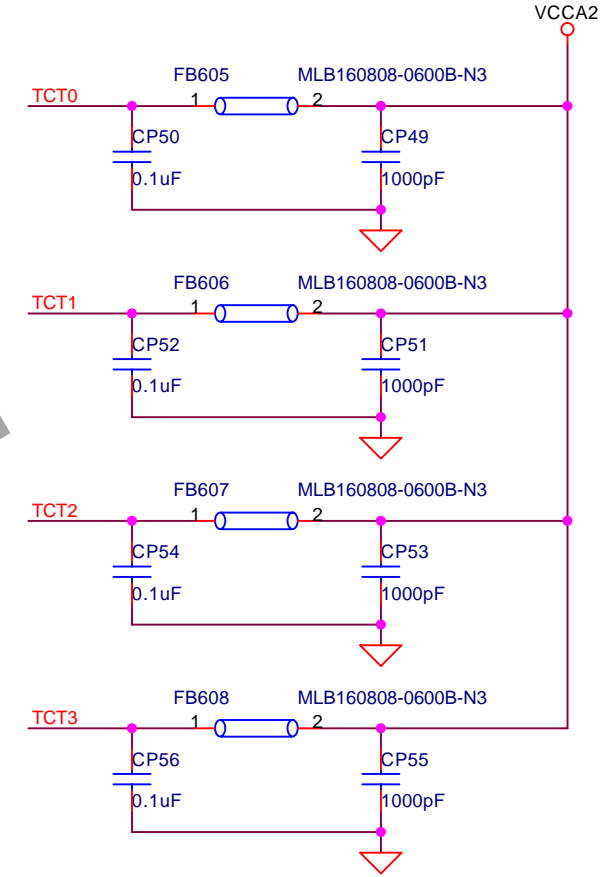 VCCA2
FB605 MLB160808-0600B-N3
TCT0 1 2
CP50 CP49
0.1uF 1000pF
FB606 MLB160808-0600B-N3
TCT1 1 2
CP52 CP51
0.1uF 1000pF
FB607 MLB160808-0600B-N3
TCT2 1 2
CP54 CP53
0.1uF 1000pF
FB608 MLB160808-0600B-N3
TCT3 1 2
CP56 CP55
0.1uF 1000pF